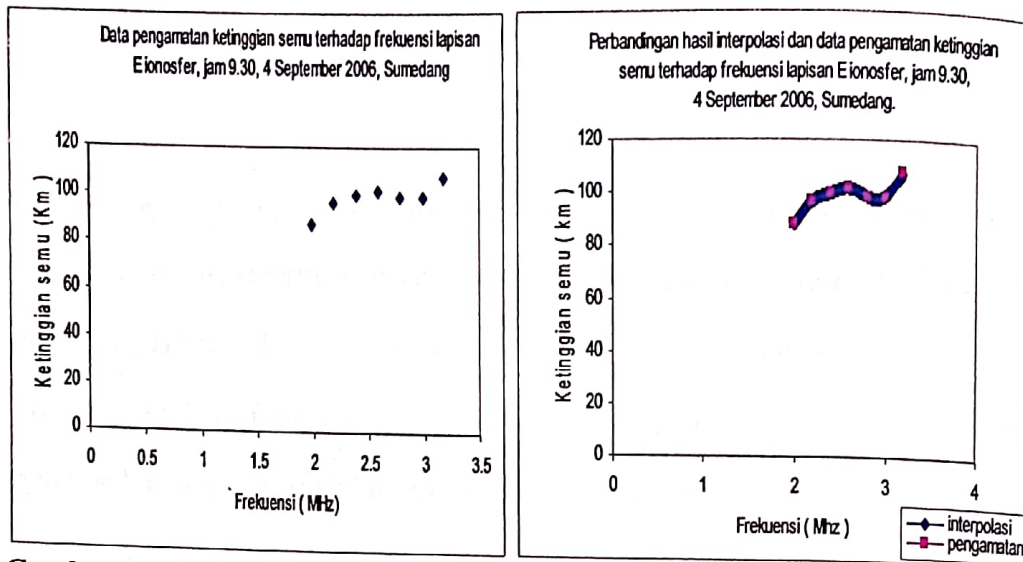 Data pengamatan ketinggian semu terhadap frekuensi lapisan
E ionosfer, jam 9.30, 4 September 2006, Sumedang
Ketinggian semu (Km)
120
100
80
60
40
20
0
0 0.5 1 1.5 2 2.5 3 3.5
Frekuensi ( MHz)
Perbandingan hasil interpolasi dan data pengamatan ketinggian
semu terhadap frekuensi lapisan E ionosfer, jam 9.30,
4 September 2006, Sumedang.
Ketinggian semu ( km)
120
100
80
60
40
20
0
0 1 2 3 4
Frekuensi ( Mhz )
interpolasi
pengamatan